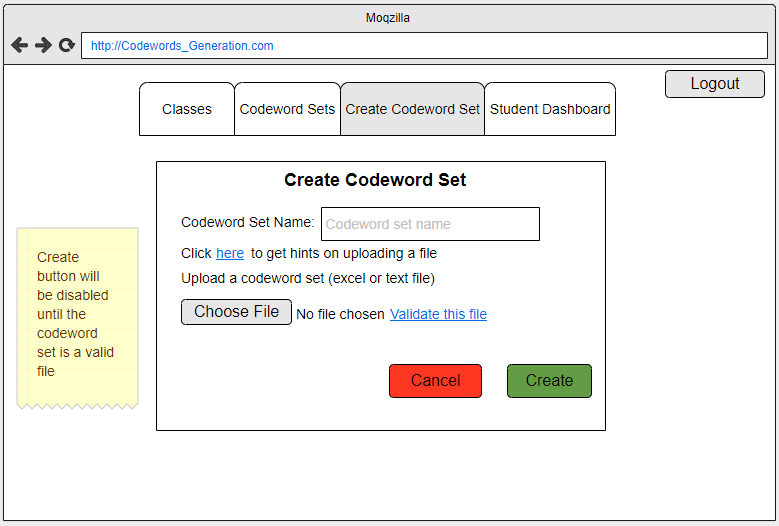 Moqzilla
http://Codewords_Generation.com
Logout
Classes
Codeword Sets
Create Codeword Set
Student Dashboard
Create Codeword Set
Codeword Set Name: Codeword set name
Click here to get hints on uploading a file
Upload a codeword set (excel or text file)
Choose File No file chosen Validate this file
Cancel
Create
Create
button will
be disabled
until the
codeword
set is a valid
file